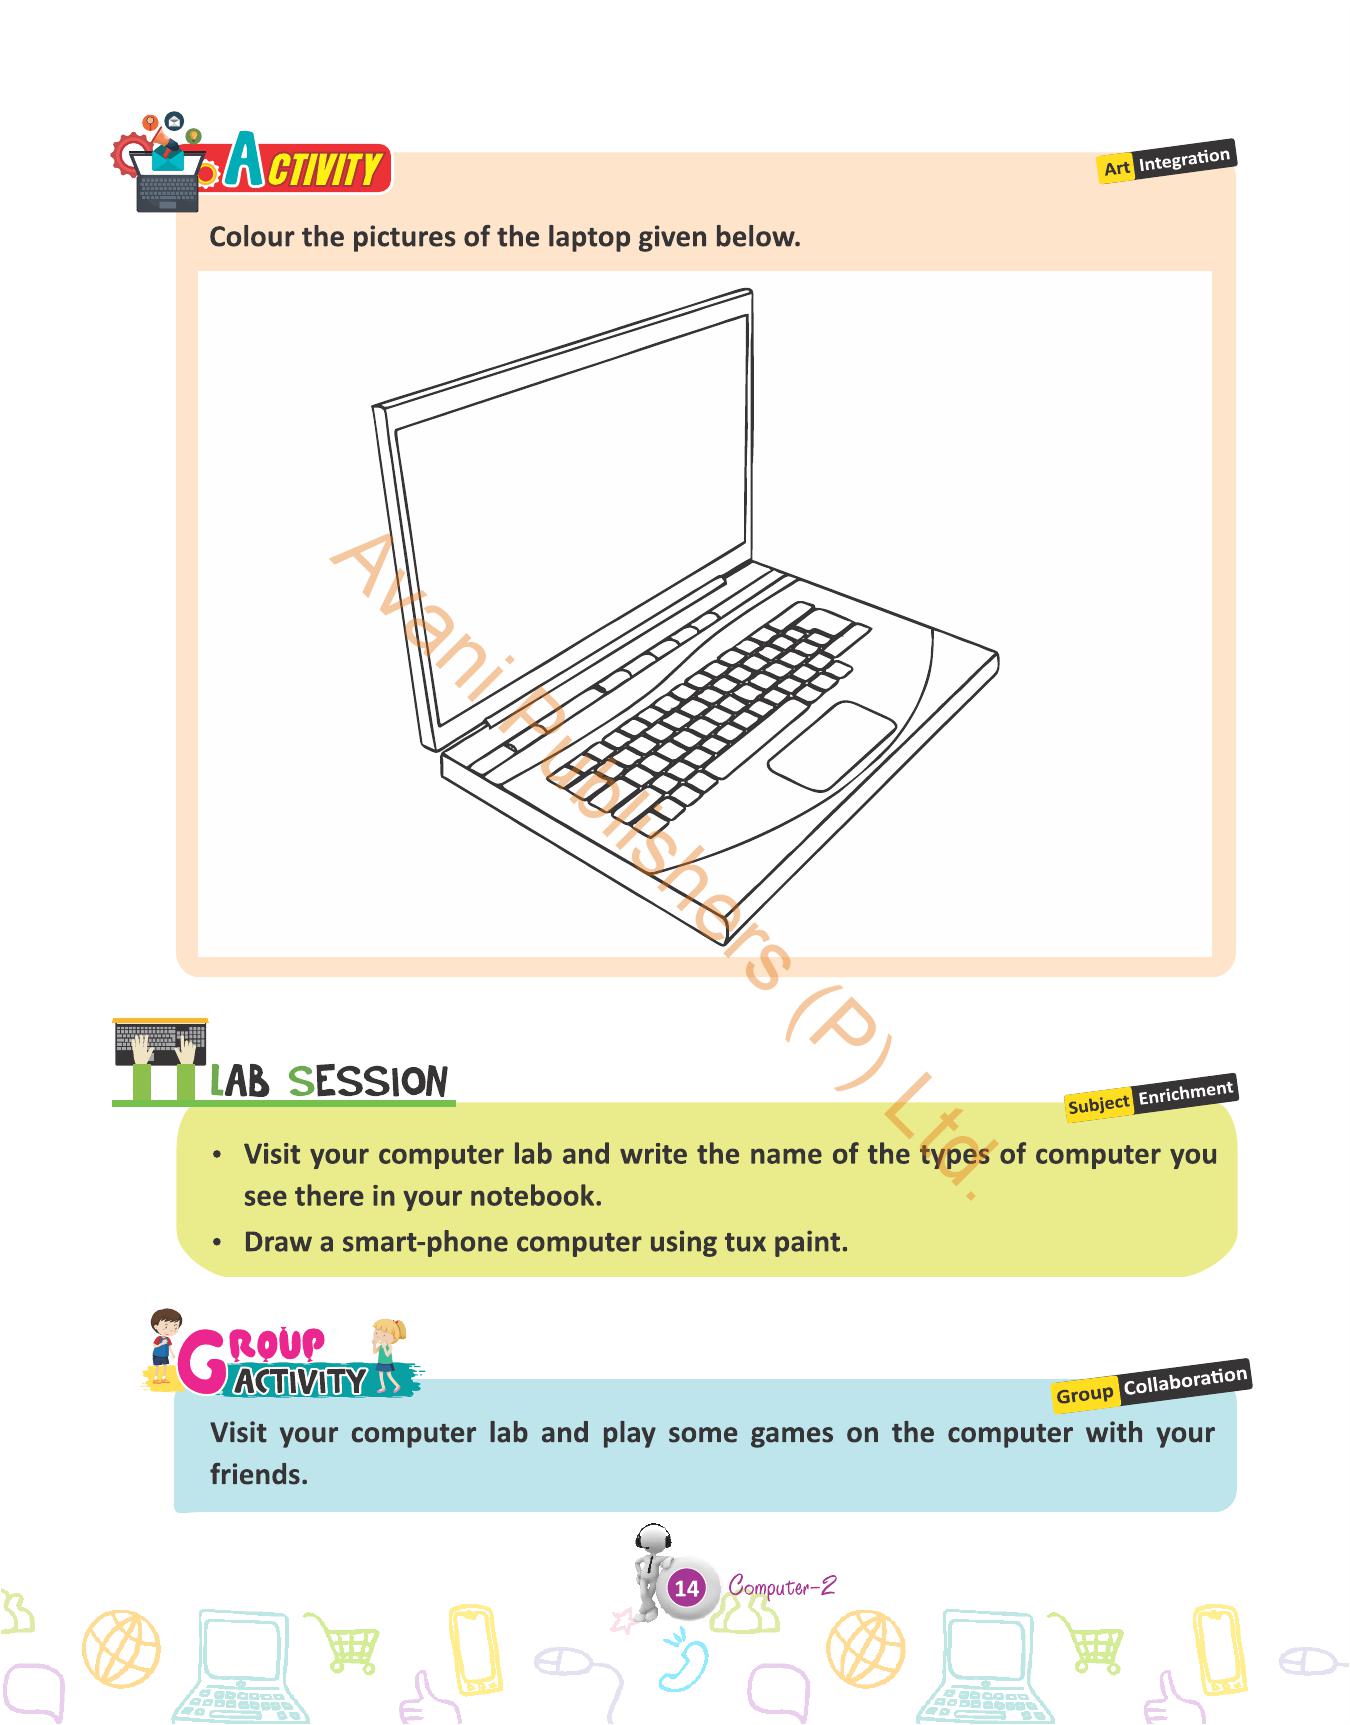 ACTIVITY
Art Integration
Colour the pictures of the laptop given below.
Avani Publishers (P) Ltd.
LAB SESSION
Subject Enrichment
• Visit your computer lab and write the name of the types of computer you
see there in your notebook.
• Draw a smart-phone computer using tux paint.
GROUP
ACTIVITY
Group Collaboration
Visit your computer lab and play some games on the computer with your
friends.
14 Computer-2